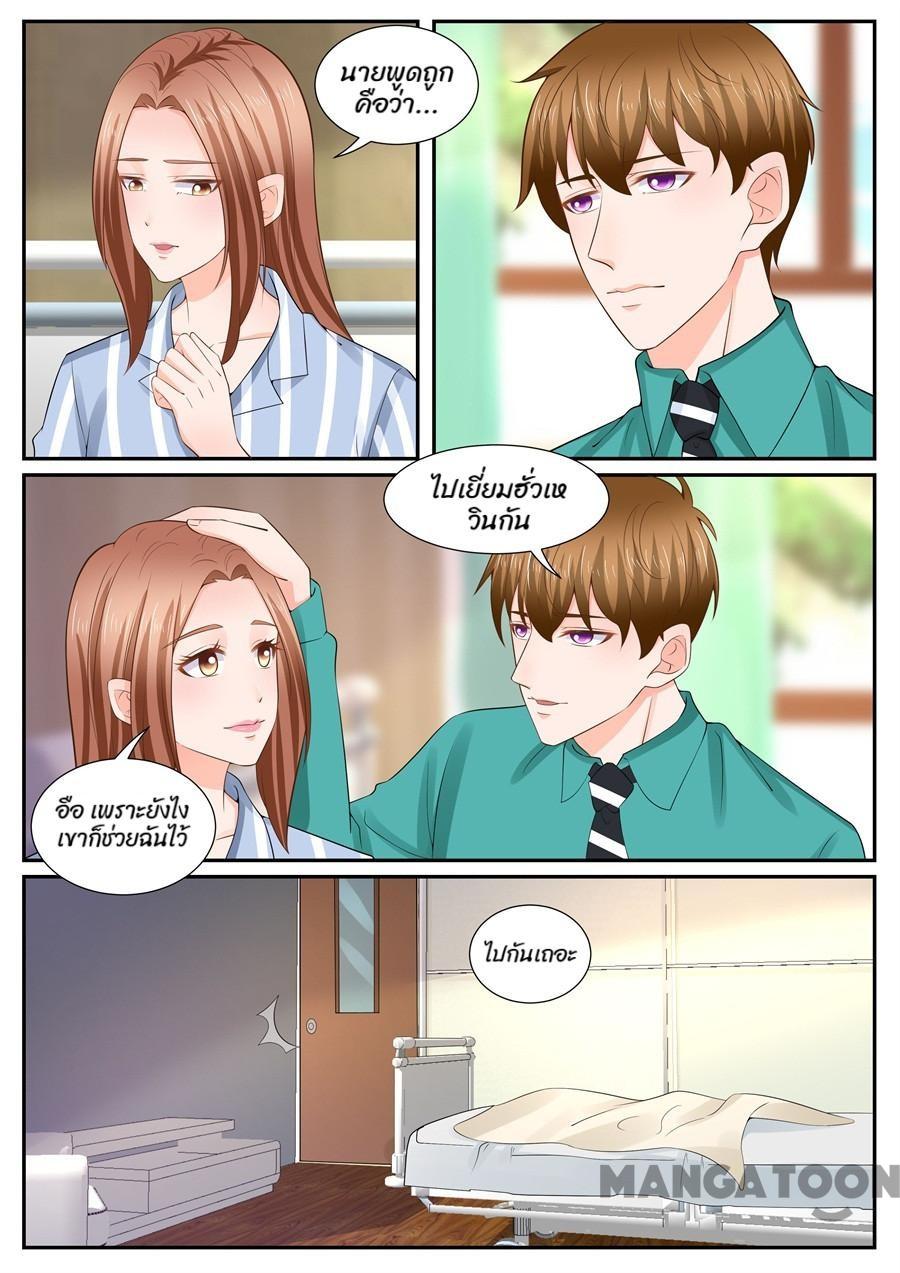 นายพูดถูก
คือว่า...
ไปเยี่ยมฮั่วเห
วินกัน
อือ เพราะยังไง
เขาก็ช่วยฉันไว้
ไปกันเถอะ
MANGATOON